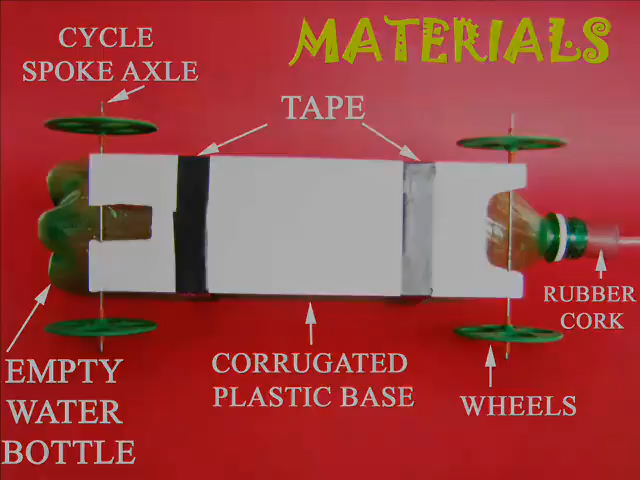 MATERIALS
CYCLE
SPOKE AXLE
TAPE
RUBBER
CORK
CORRUGATED
PLASTIC BASE
WHEELS
EMPTY
WATER
BOTTLE